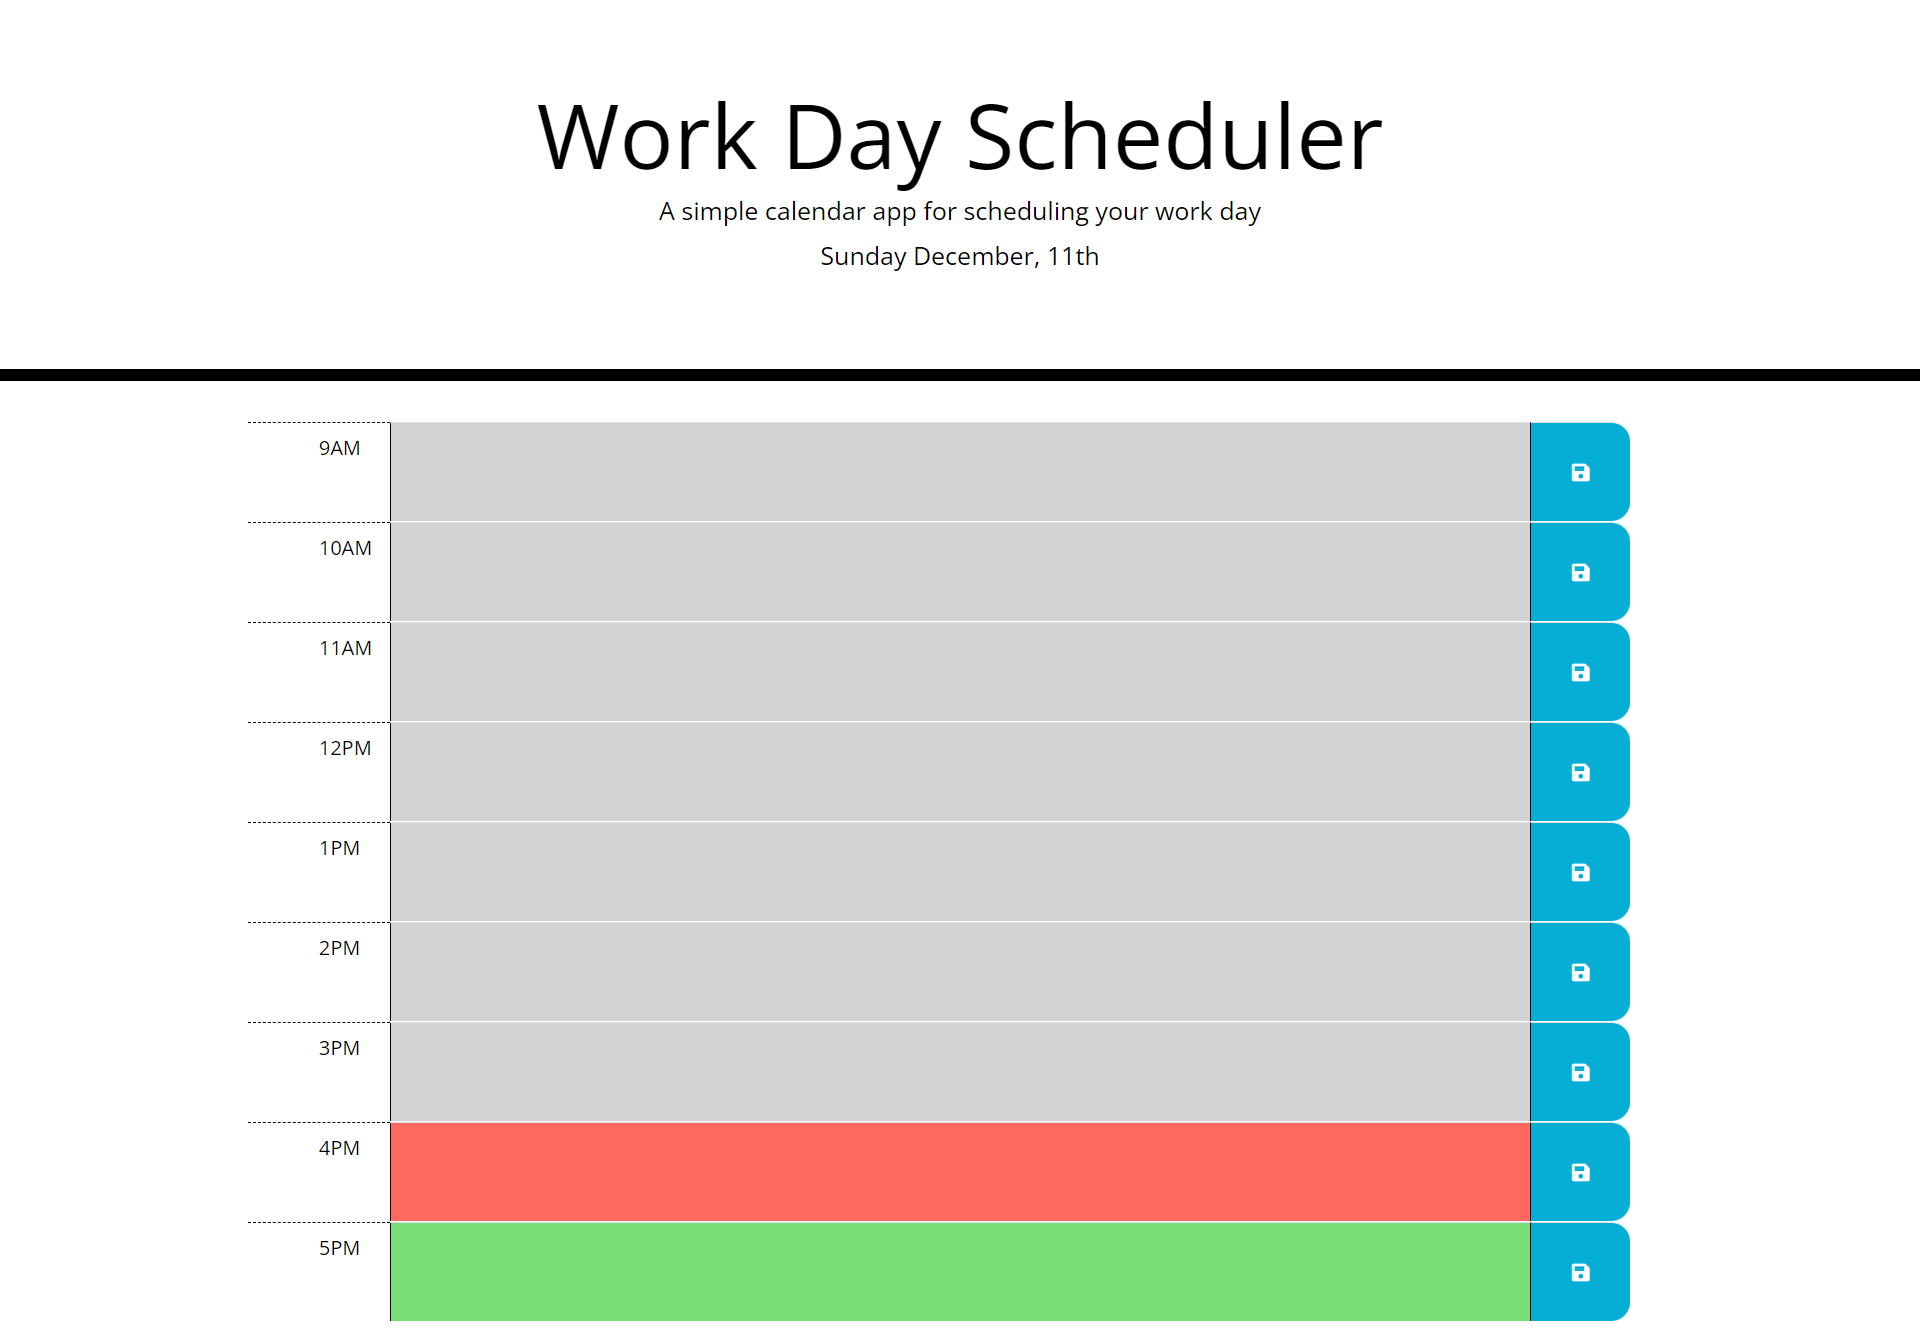 Work Day Scheduler
A simple calendar app for scheduling your work day
Sunday December, 11th
9AM
10AM
11AM
12PM
1PM
2PM
3PM
4PM
5PM